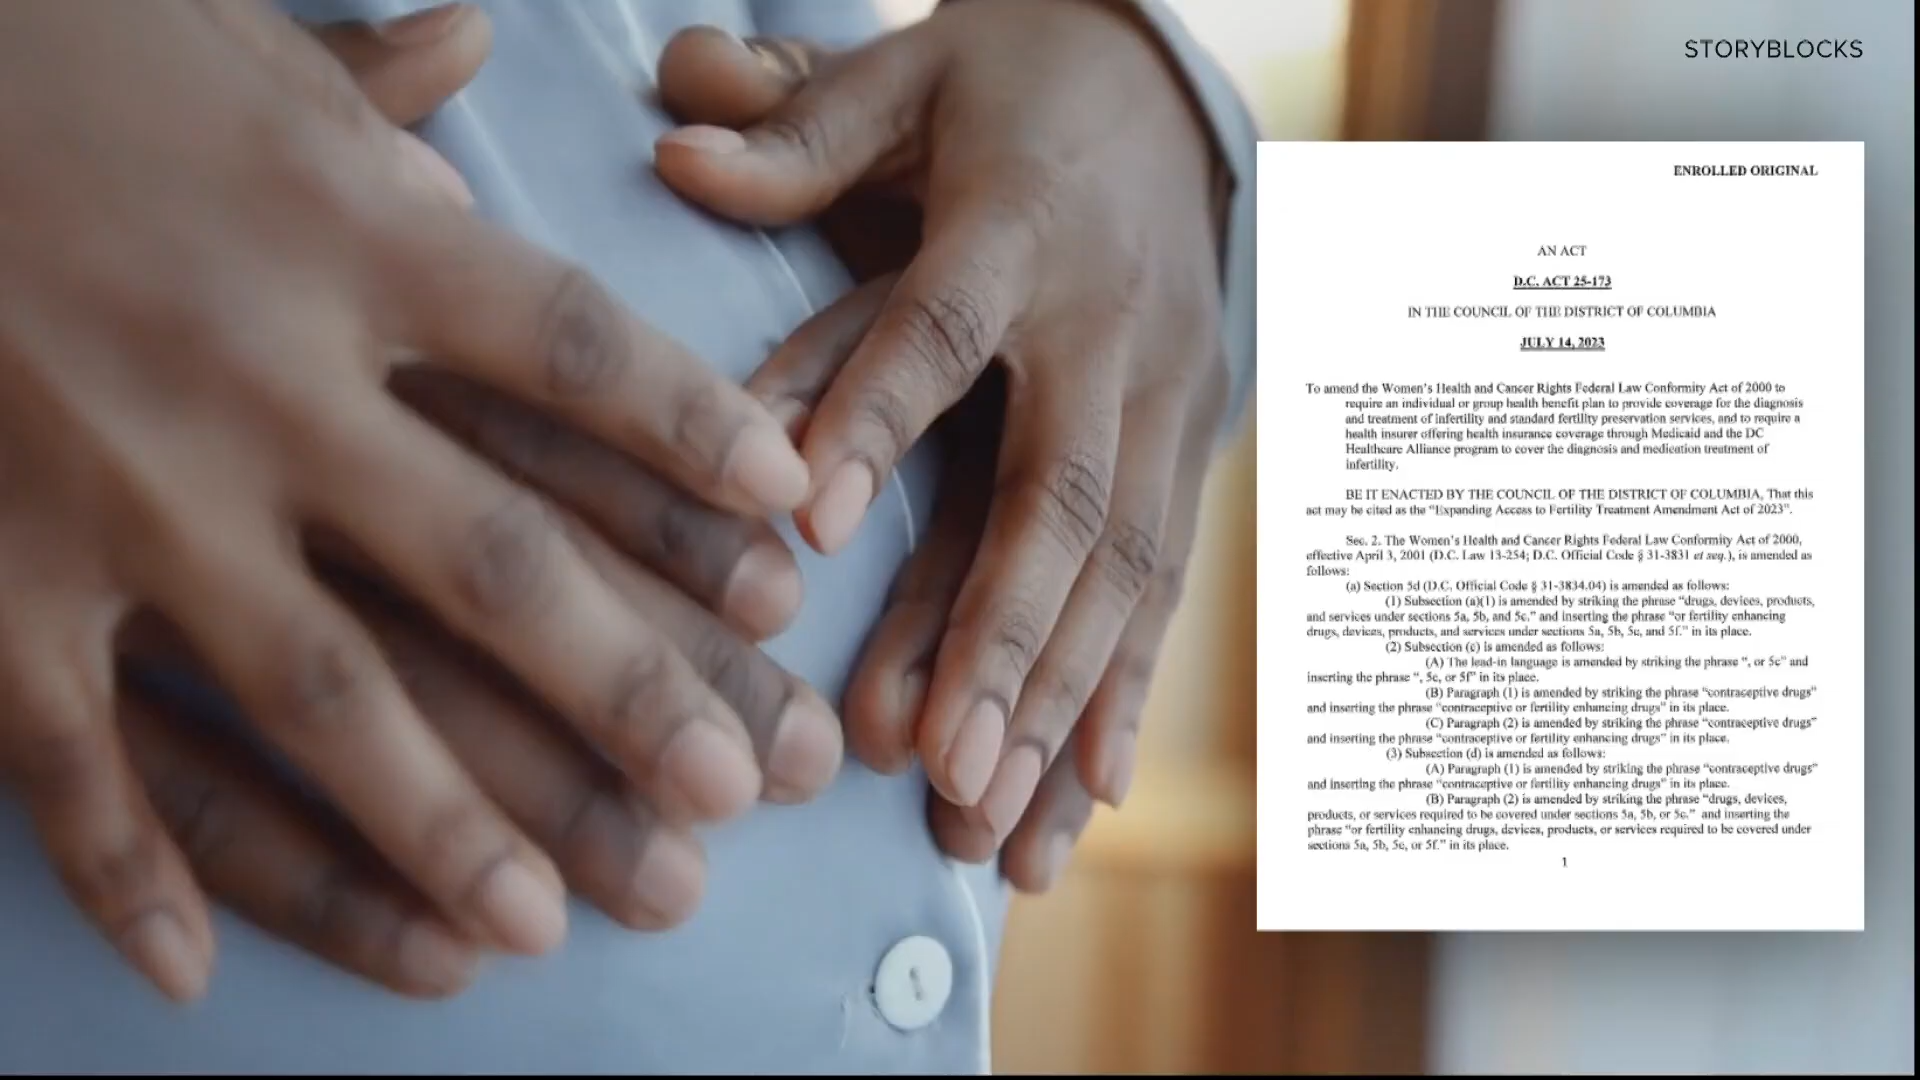 STORYBLOCKS
ENROLLED ORIGINAL
AN ACT
D.C. ACT 25-173
IN THE COUNCIL OF THE DISTRICT OF COLUMBIA
JULY 14, 2023
To amend the Women's Health and Cancer Rights Federal Law Conformity Act of 2000 to
require an individual or group health benefit plan to provide coverage for the diagnosis
and treatment of infertility and standard fertility preservation services, and to require a
health insurer offering health insurance coverage through Medicaid and the DC
Healthcare Alliance program to cover the diagnosis and medication treatment of
infertility.
BE IT ENACTED BY THE COUNCIL OF THE DISTRICT OF COLUMBIA, That this
act may be cited as the "Expanding Access to Fertility Treatment Amendment Act of 2023".
Sec. 2. The Women's Health and Cancer Rights Federal Law Conformity Act of 2000,
effective April 3, 2001 (D.C. Law 13-254; D.C. Official Code § 31-3831 et seq.), is amended as
follows:
(a) Section 5d (D.C. Official Code § 31-3834.04) is amended as follows:
(1) Subsection (a)(1) is amended by striking the phrase "drugs, devices, products,
and services under sections 5a, 5b, and 5c," and inserting the phrase "or fertility enhancing
drugs, devices, products, and services under sections 5a, 5b, 5c, and 5f." in its place.
(2) Subsection (c) is amended as follows:
(A) The lead-in language is amended by striking the phrase ", or 5c" and
inserting the phrase ", 5c, or 5f" in its place.
(B) Paragraph (1) is amended by striking the phrase "contraceptive drugs"
and inserting the phrase "contraceptive or fertility enhancing drugs" in its place.
(C) Paragraph (2) is amended by striking the phrase "contraceptive drugs"
and inserting the phrase "contraceptive or fertility enhancing drugs" in its place.
(3) Subsection (d) is amended as follows:
(A) Paragraph (1) is amended by striking the phrase "contraceptive drugs"
and inserting the phrase "contraceptive or fertility enhancing drugs" in its place.
(B) Paragraph (2) is amended by striking the phrase "drugs, devices,
products, or services required to be covered under sections 5a, 5b, or 5c." and inserting the
phrase "or fertility enhancing drugs, devices, products, or services required to be covered under
sections 5a, 5b, 5c, or 5f." in its place.
1